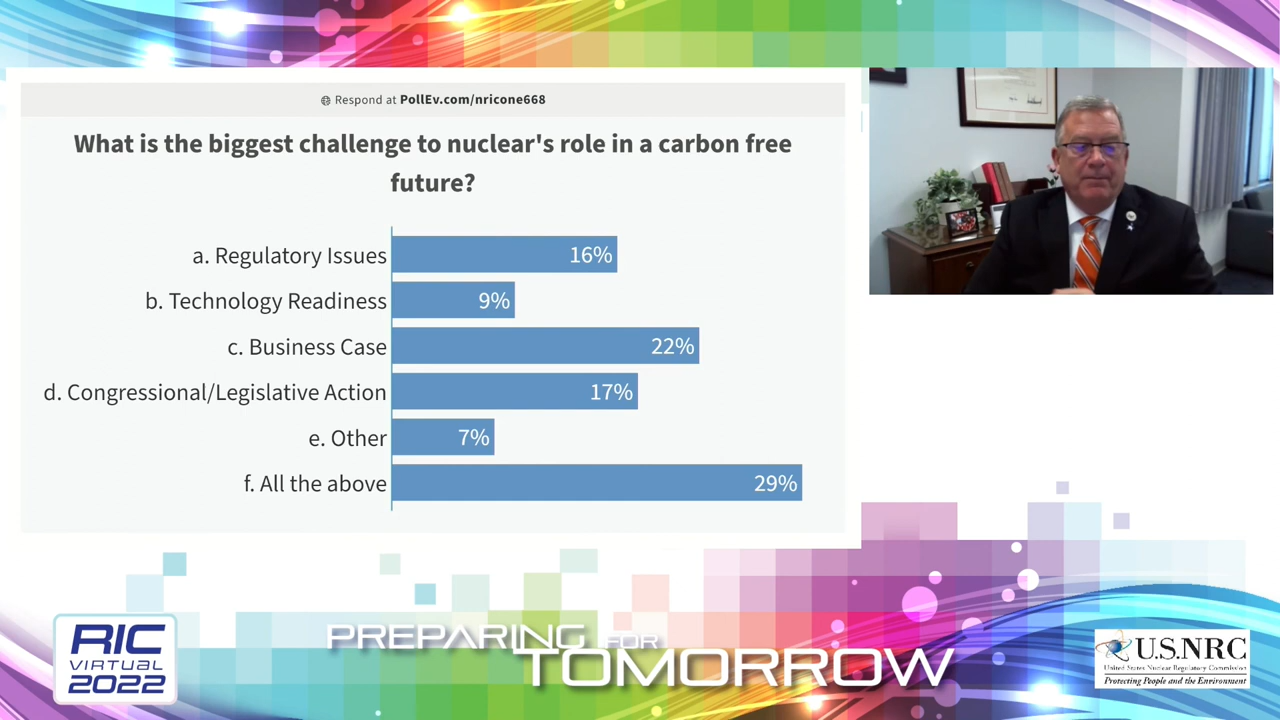 Respond at PollEv.com/nricone668
What is the biggest challenge to nuclear's role in a carbon free
future?
a. Regulatory Issues 16%
b. Technology Readiness 9%
c. Business Case 22%
d. Congressional/Legislative Action 17%
e. Other 7%
f. All the above 29%
RIC
VIRTUAL
2022
PREPARING FOR
TOMORROW
U.S.NRC
United States Nuclear Regulatory Commission
Protecting People and the Environment